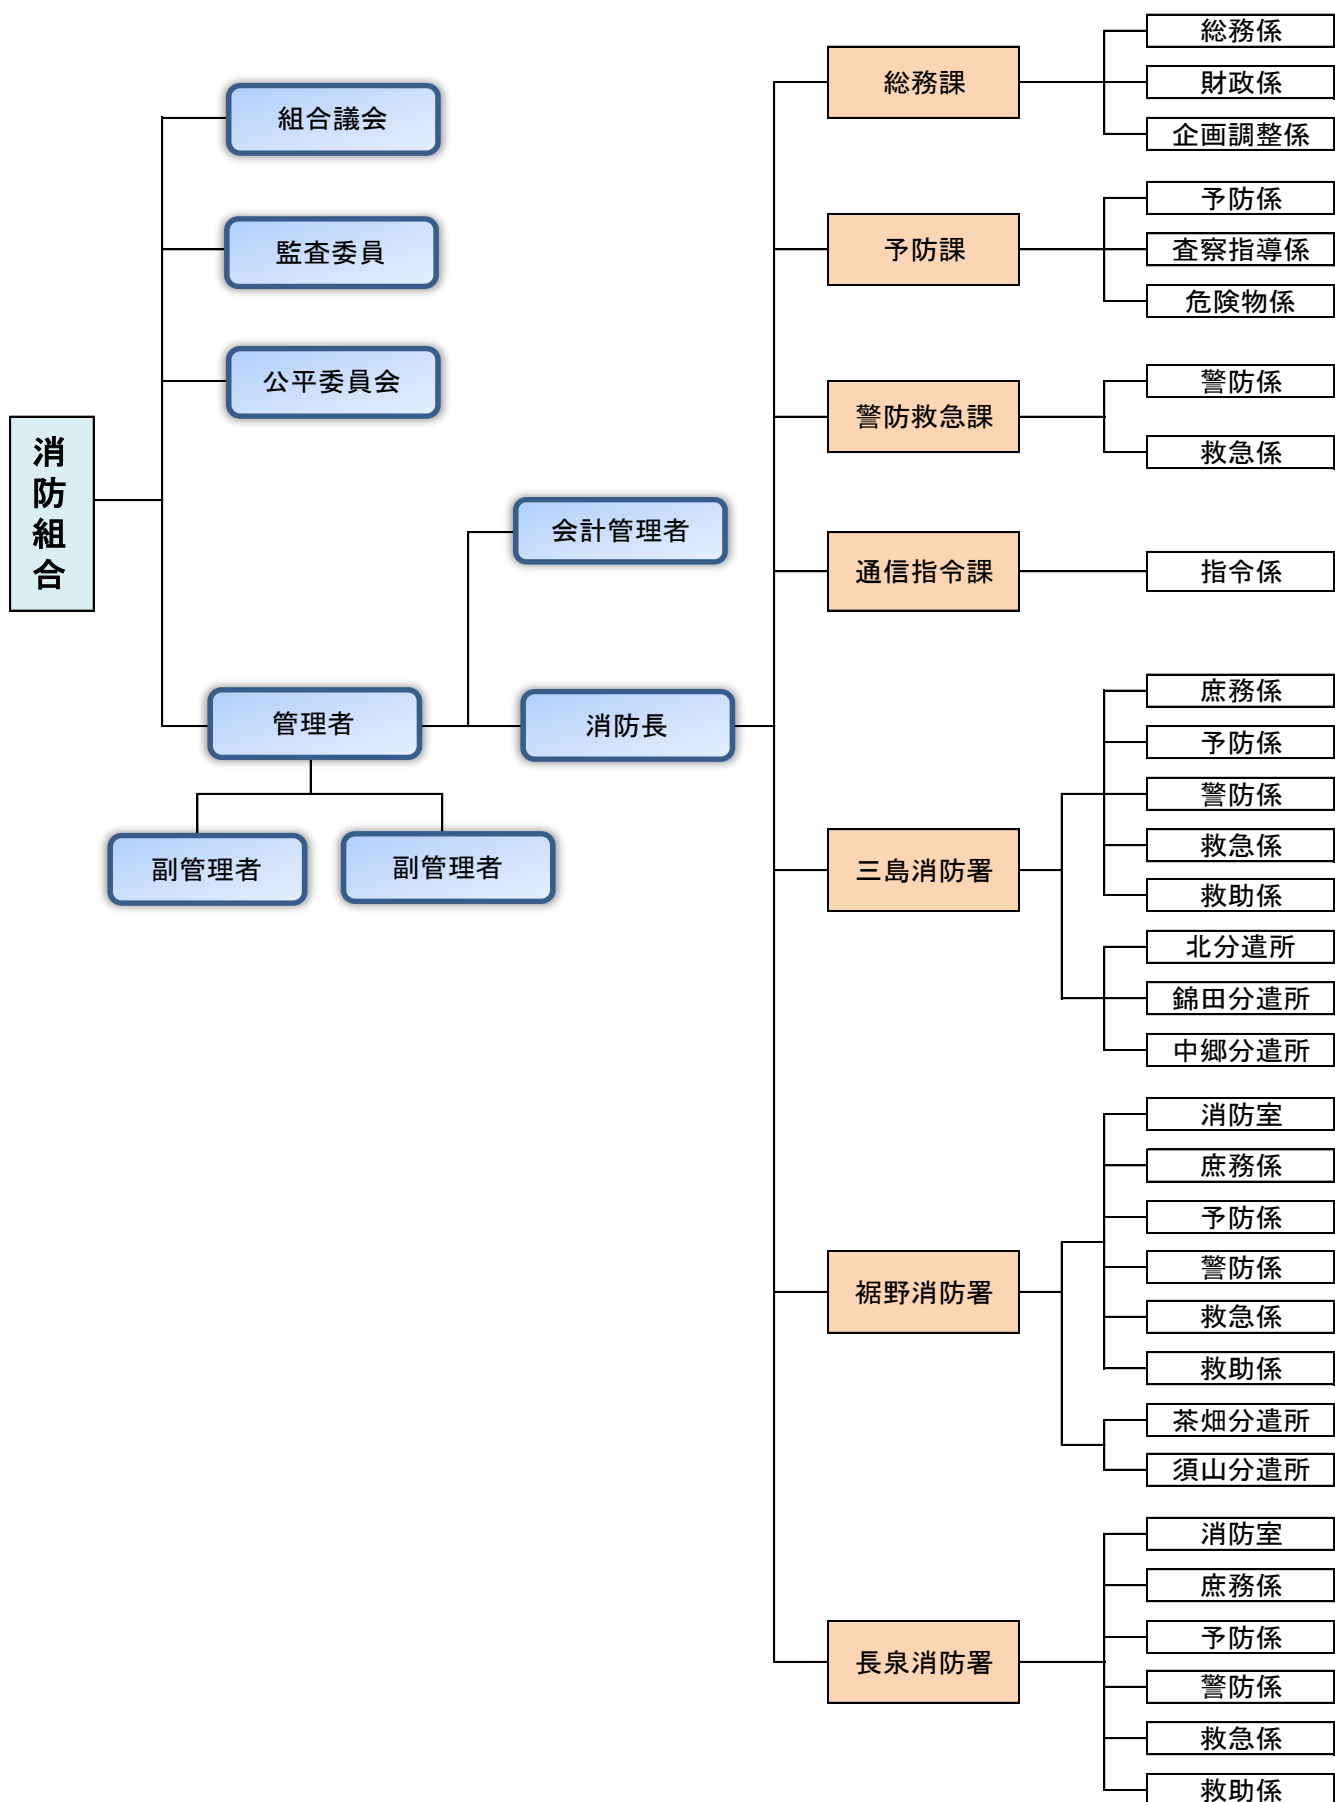 消防組合
組合議会
監査委員
公平委員会
管理者
副管理者
副管理者
会計管理者
消防長
総務課
総務係
財政係
企画調整係
予防課
予防係
査察指導係
危険物係
警防救急課
警防係
救急係
通信指令課
指令係
三島消防署
庶務係
予防係
警防係
救急係
救助係
北分遣所
錦田分遣所
中郷分遣所
裾野消防署
消防室
庶務係
予防係
警防係
救急係
救助係
茶畑分遣所
須山分遣所
長泉消防署
消防室
庶務係
予防係
警防係
救急係
救助係